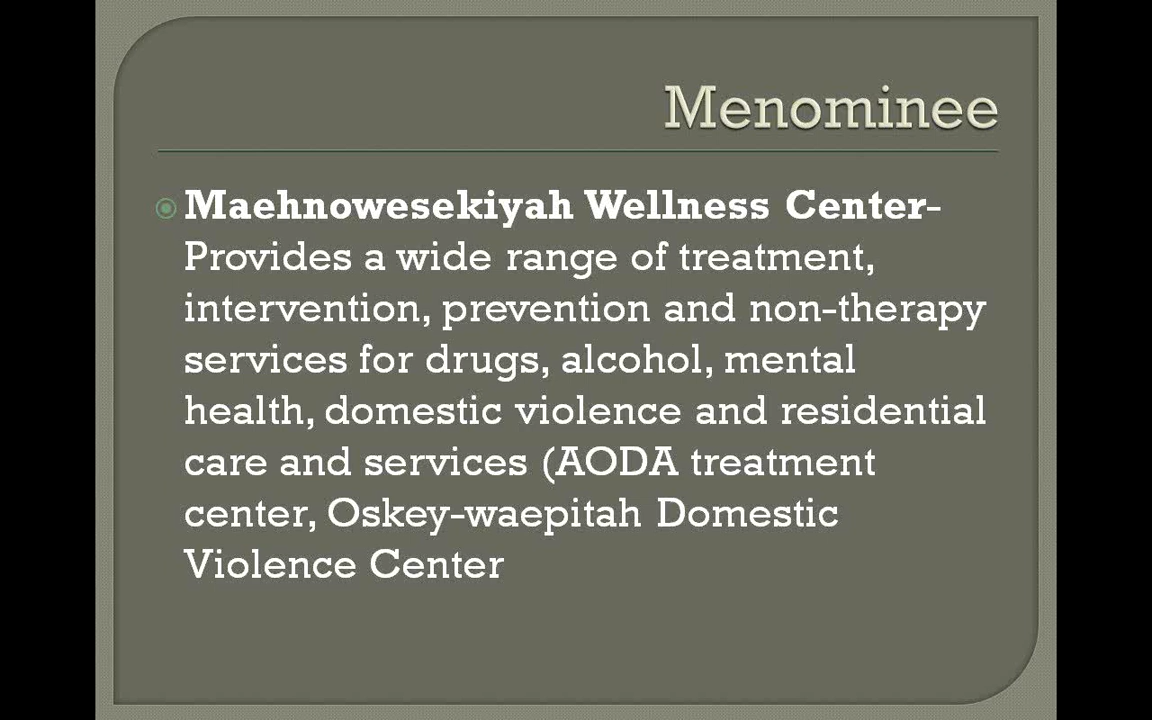 Menominee
Maehnowesekiyah Wellness Center-
Provides a wide range of treatment,
intervention, prevention and non-therapy
services for drugs, alcohol, mental
health, domestic violence and residential
care and services (AODA treatment
center, Oskey-waepitah Domestic
Violence Center